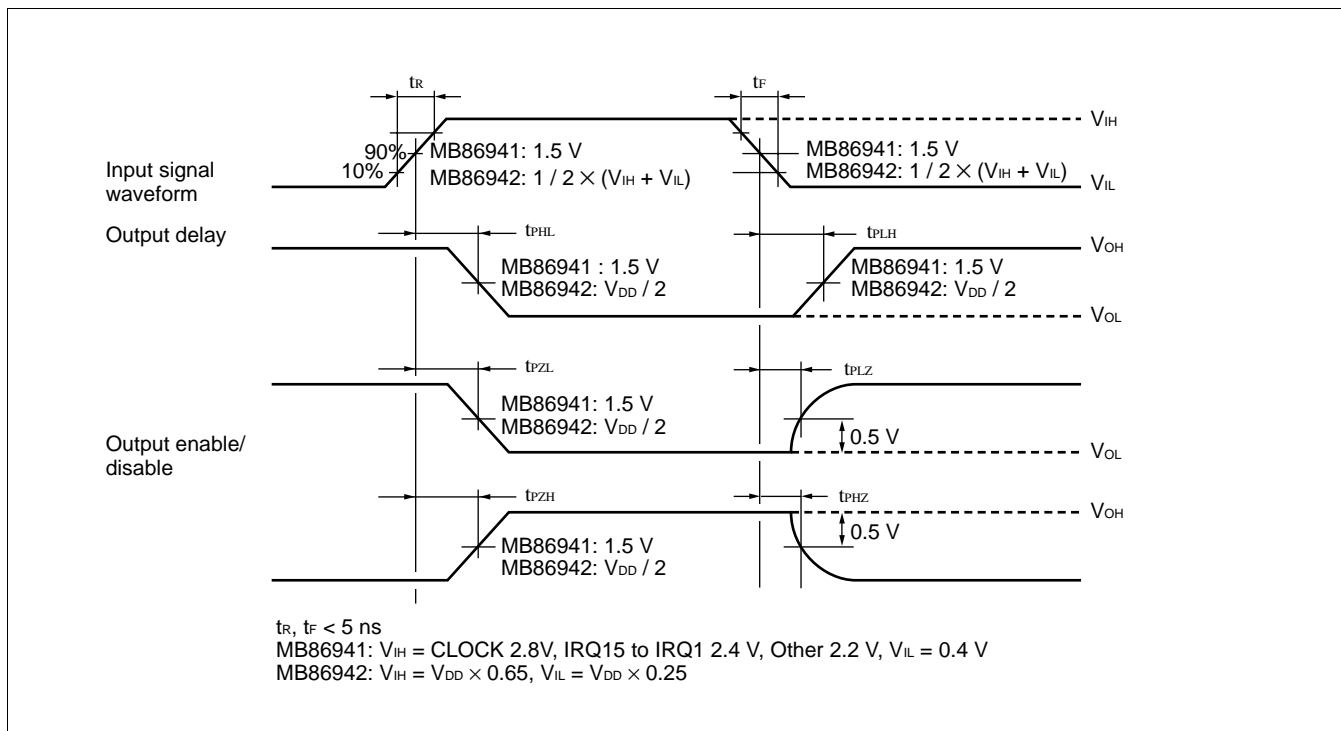 tR
tF
VIH
90%
MB86941: 1.5 V
MB86941: 1.5 V
Input signal
waveform
10%
MB86942: 1 / 2 × (VIH + VIL)
MB86942: 1 / 2 × (VIH + VIL)
VIL
Output delay
tPHL
tPLH
VOH
MB86941 : 1.5 V
MB86942: VDD / 2
MB86941: 1.5 V
MB86942: VDD / 2
VOL
tPZL
tPLZ
MB86941: 1.5 V
MB86942: VDD / 2
0.5 V
VOL
Output enable/
disable
tPZH
tPHZ
VOH
0.5 V
MB86941: 1.5 V
MB86942: VDD / 2
tR, tF < 5 ns
MB86941: VIH = CLOCK 2.8V, IRQ15 to IRQ1 2.4 V, Other 2.2 V, VIL = 0.4 V
MB86942: VIH = VDD × 0.65, VIL = VDD × 0.25